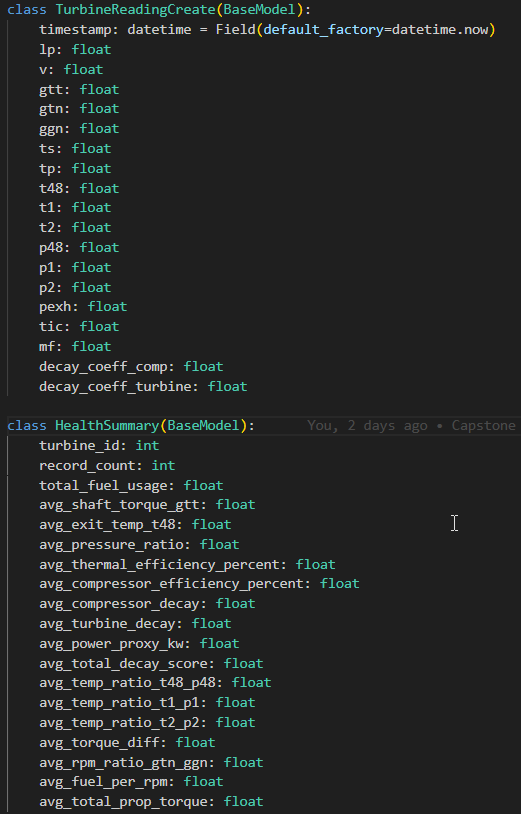 class TurbineReadingCreate(BaseModel):
    timestamp: datetime = Field(default_factory=datetime.now)
    lp: float
    v: float
    gtt: float
    gtn: float
    ggn: float
    ts: float
    tp: float
    t48: float
    t1: float
    t2: float
    p48: float
    p1: float
    p2: float
    pexh: float
    tic: float
    mf: float
    decay_coeff_comp: float
    decay_coeff_turbine: float
class HealthSummary(BaseModel): You, 2 days ago • Capstone
    turbine_id: int
    record_count: int
    total_fuel_usage: float
    avg_shaft_torque_gtt: float
    avg_exit_temp_t48: float
    avg_pressure_ratio: float
    avg_thermal_efficiency_percent: float
    avg_compressor_efficiency_percent: float
    avg_compressor_decay: float
    avg_turbine_decay: float
    avg_power_proxy_kw: float
    avg_total_decay_score: float
    avg_temp_ratio_t48_p48: float
    avg_temp_ratio_t1_p1: float
    avg_temp_ratio_t2_p2: float
    avg_torque_diff: float
    avg_rpm_ratio_gtn_ggn: float
    avg_fuel_per_rpm: float
    avg_total_prop_torque: float